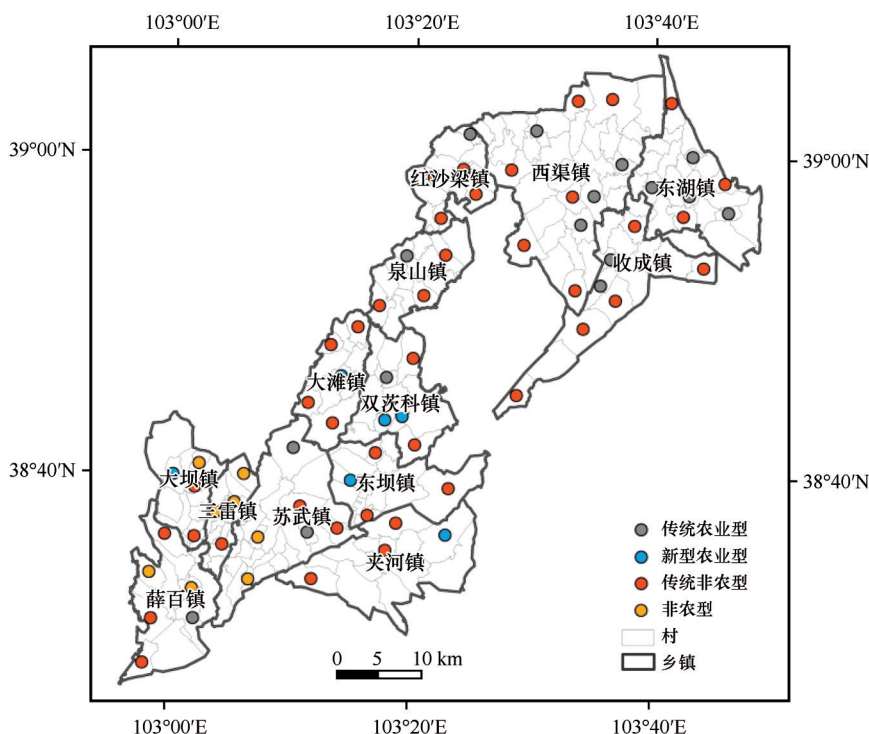 103°00′E 103°20′E 103°40′E
39°00′N
39°00′N
红沙梁镇
西渠镇
东湖镇
泉山镇
收成镇
大滩镇
双茨科镇
38°40′N
38°40′N
大坝镇
东坝镇
三雷镇
苏武镇
夹河镇
薛百镇
传统农业型
新型农业型
传统非农型
非农型
村
乡镇
0 5 10 km
103°00′E 103°20′E 103°40′E